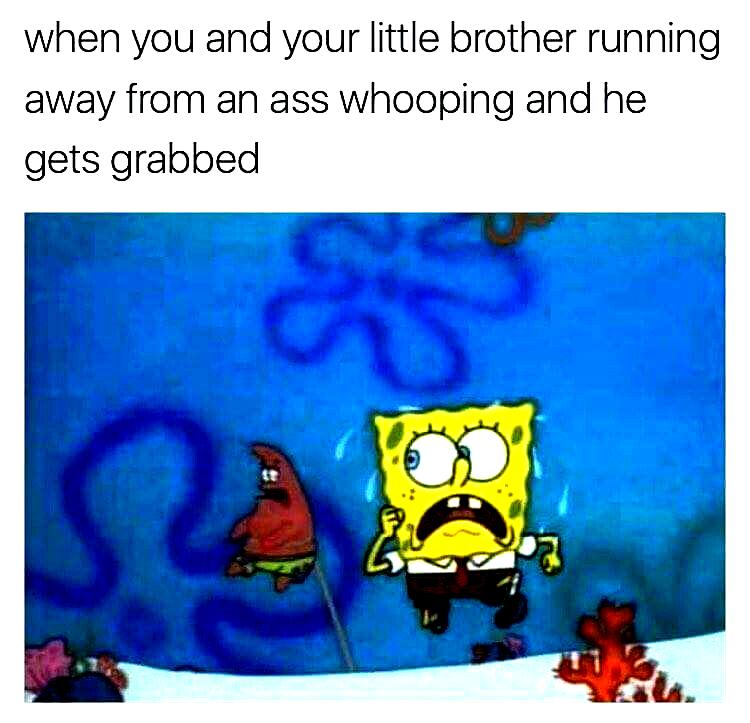 when you and your little brother running
away from an ass whooping and he
gets grabbed